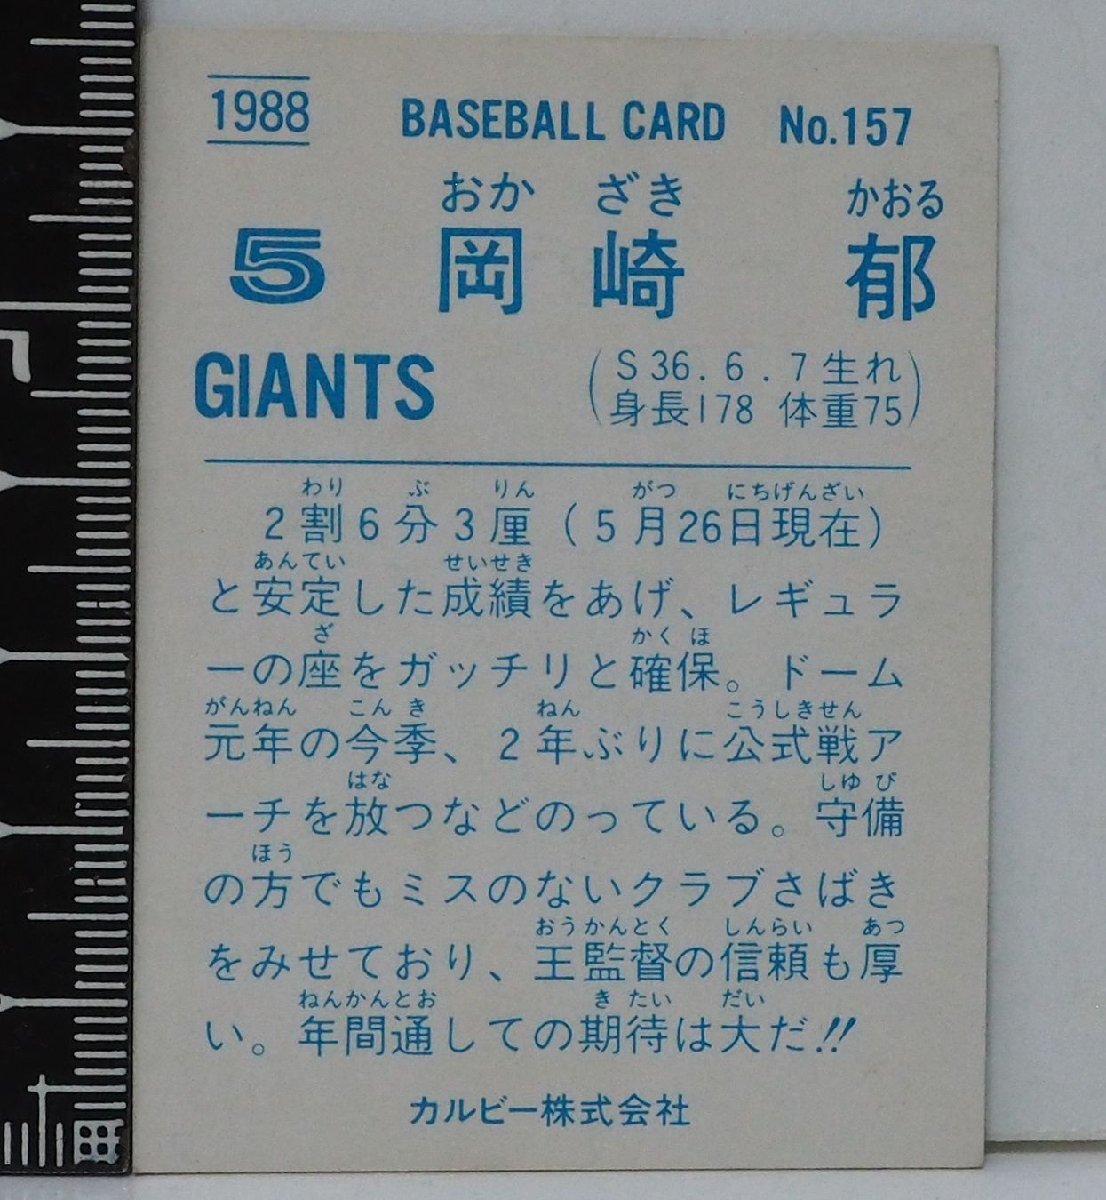 1988 BASEBALL CARD No.157
おか ざき かおる
5 岡崎 郁
GIANTS
(S36.6.7生れ
身長178 体重75)
わり ぶ りん がつ にちげんざい
2割6分3厘(5月26日現在)
あんてい せいせき
と安定した成績をあげ、レギュラ
ざ かくほ
ーの座をガッチリと確保。ドーム
がんねん こんき ねん こうしきせん
元年の今季、2年ぶりに公式戦ア
はな しゆび
ーチを放つなどのっている。守備
ほう
の方でもミスのないクラブさばき
おうかんとく しんらい あつ
をみせており、王監督の信頼も厚
ねんかんとお きたい だい
い。年間通しての期待は大だ!!
カルビー株式会社